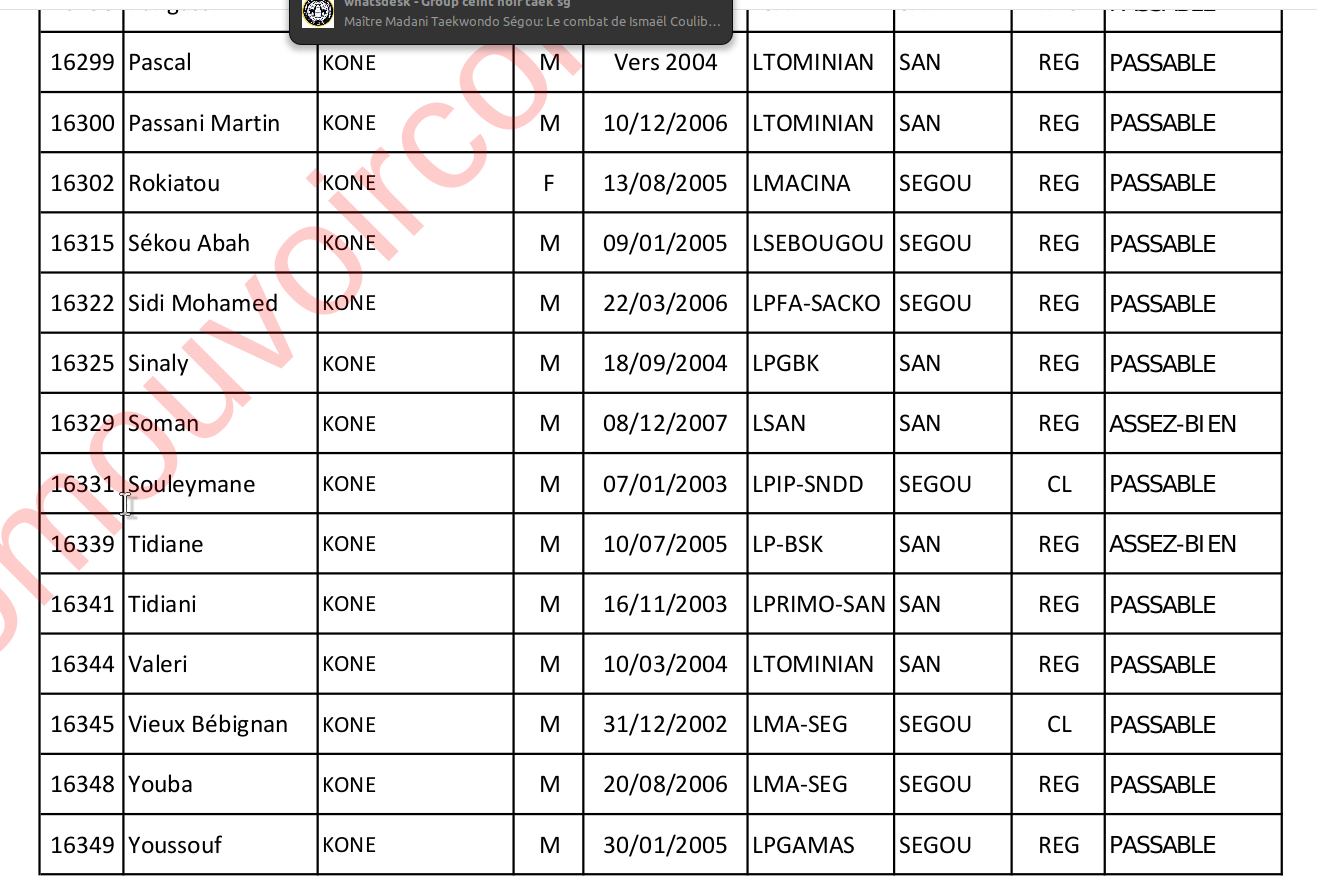 whatsdesk - Group ceint noir taek sg
Maître Madani Taekwondo Ségou: Le combat de Ismaël Coulib...
16299 Pascal KONE M Vers 2004 LTOMINIAN SAN REG PASSABLE
16300 Passani Martin KONE M 10/12/2006 LTOMINIAN SAN REG PASSABLE
16302 Rokiatou KONE F 13/08/2005 LMACINA SEGOU REG PASSABLE
16315 Sékou Abah KONE M 09/01/2005 LSEBOUGOU SEGOU REG PASSABLE
16322 Sidi Mohamed KONE M 22/03/2006 LPFA-SACKO SEGOU REG PASSABLE
16325 Sinaly KONE M 18/09/2004 LPGBK SAN REG PASSABLE
16329 Soman KONE M 08/12/2007 LSAN SAN REG ASSEZ-BIEN
16331 Souleymane KONE M 07/01/2003 LPIP-SNDD SEGOU CL PASSABLE
16339 Tidiane KONE M 10/07/2005 LP-BSK SAN REG ASSEZ-BIEN
16341 Tidiani KONE M 16/11/2003 LPRIMO-SAN SAN REG PASSABLE
16344 Valeri KONE M 10/03/2004 LTOMINIAN SAN REG PASSABLE
16345 Vieux Bébignan KONE M 31/12/2002 LMA-SEG SEGOU CL PASSABLE
16348 Youba KONE M 20/08/2006 LMA-SEG SEGOU REG PASSABLE
16349 Youssouf KONE M 30/01/2005 LPGAMAS SEGOU REG PASSABLE
mouvoirco